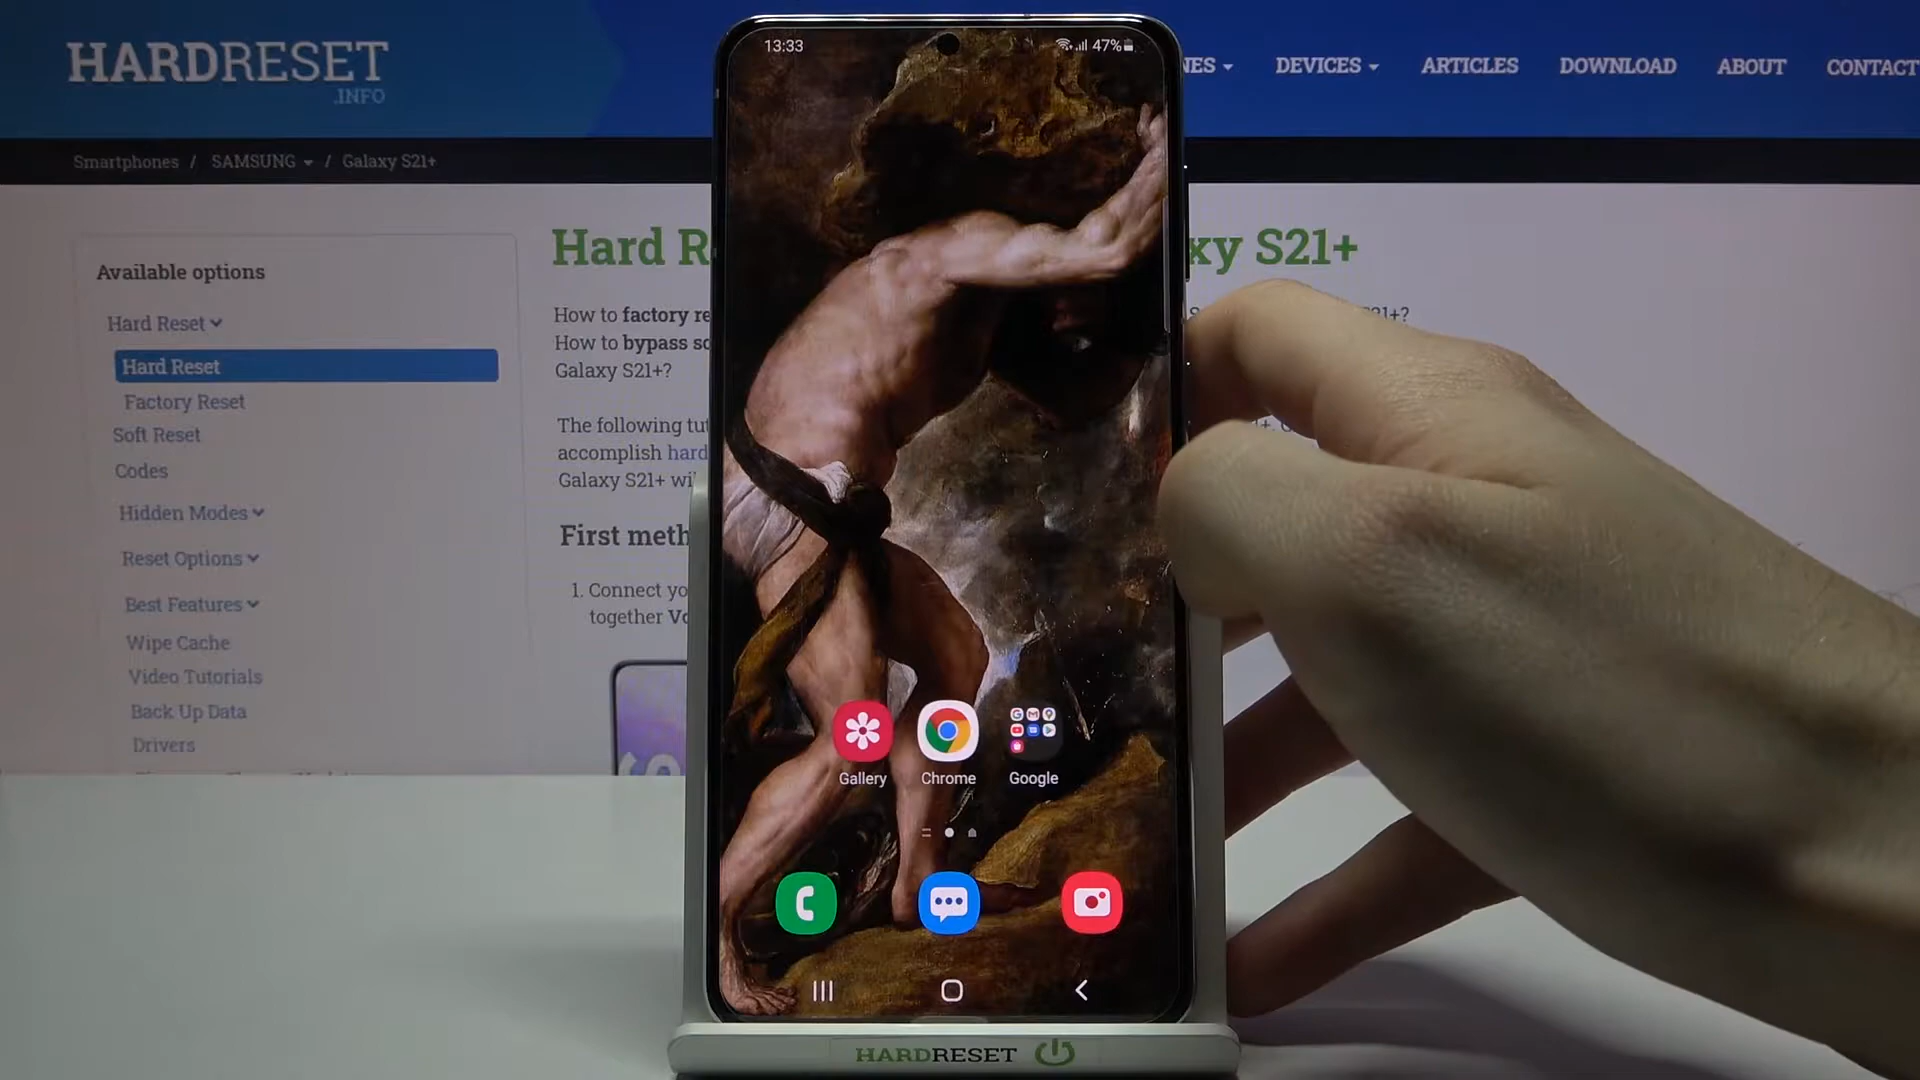 HARDRESET
.INFO
DEVICES
ARTICLES
DOWNLOAD
ABOUT
CONTACT
Smartphones / SAMSUNG / Galaxy S21+
Available options
Hard Reset
Hard Reset
Factory Reset
Soft Reset
Codes
Hidden Modes
Reset Options
Best Features
Wipe Cache
Video Tutorials
Back Up Data
Drivers
Hard R
xy S21+
How to factory re
How to bypass sc
Galaxy S21+?
The following tut
accomplish hard
Galaxy S21+ wi
First meth
1. Connect yo
together Vo
13:33
47%
Gallery
Chrome
Google
HARDRESET